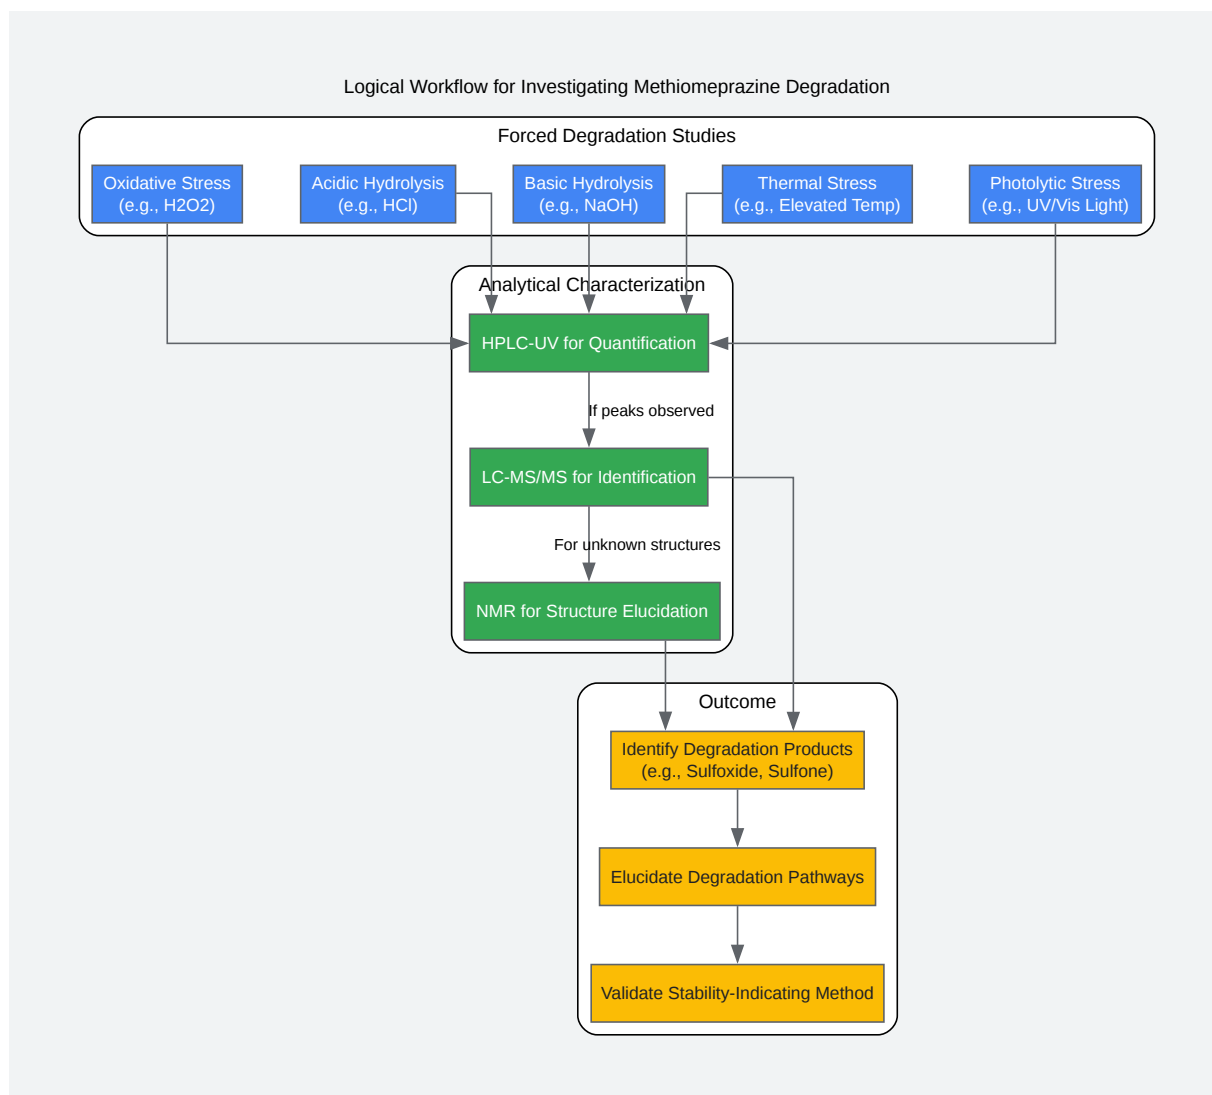 Logical Workflow for Investigating Methiomeprazine Degradation
Forced Degradation Studies
Oxidative Stress
(e.g., H2O2)
Acidic Hydrolysis
(e.g., HCl)
Basic Hydrolysis
(e.g., NaOH)
Thermal Stress
(e.g., Elevated Temp)
Photolytic Stress
(e.g., UV/Vis Light)
Analytical Characterization
HPLC-UV for Quantification
If peaks observed
LC-MS/MS for Identification
For unknown structures
NMR for Structure Elucidation
Outcome
Identify Degradation Products
(e.g., Sulfoxide, Sulfone)
Elucidate Degradation Pathways
Validate Stability-Indicating Method